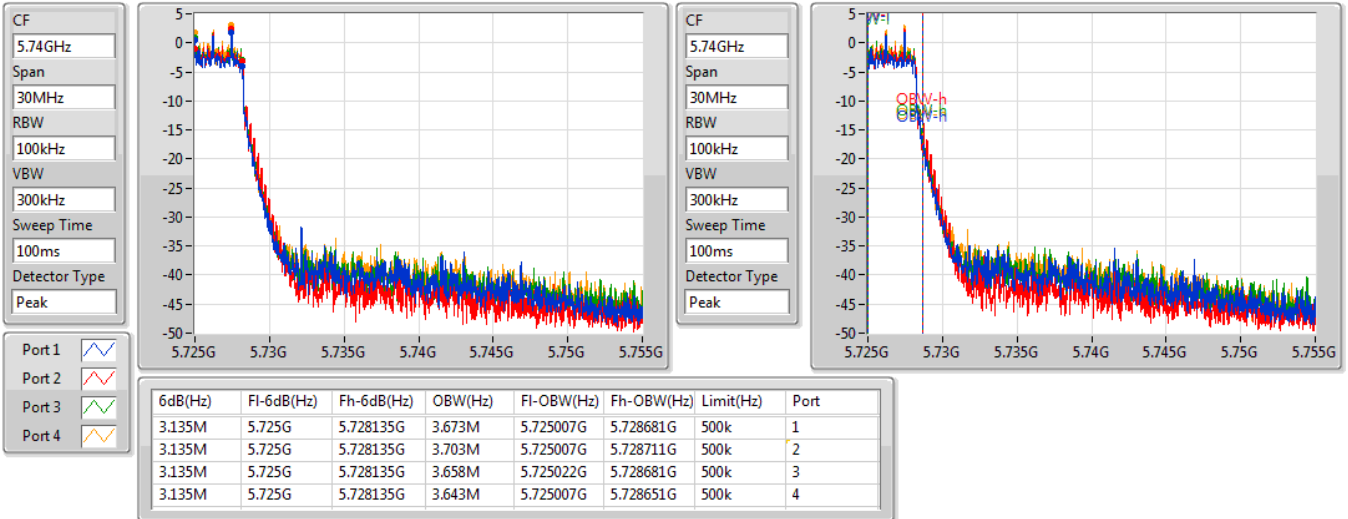 CF
5.74GHz
Span
30MHz
RBW
100kHz
VBW
300kHz
Sweep Time
100ms
Detector Type
Peak
5
0
-5
-10
-15
-20
-25
-30
-35
-40
-45
-50
5.725G 5.73G 5.735G 5.74G 5.745G 5.75G 5.755G
CF
5.74GHz
Span
30MHz
RBW
100kHz
VBW
300kHz
Sweep Time
100ms
Detector Type
Peak
5
0
-5
-10
-15
-20
-25
-30
-35
-40
-45
-50
OBW-h
OBW-h
5.725G 5.73G 5.735G 5.74G 5.745G 5.75G 5.755G
Port 1
Port 2
Port 3
Port 4
6dB(Hz) Fl-6dB(Hz) Fh-6dB(Hz) OBW(Hz) Fl-OBW(Hz) Fh-OBW(Hz) Limit(Hz) Port
3.135M 5.725G 5.728135G 3.673M 5.725007G 5.728681G 500k 1
3.135M 5.725G 5.728135G 3.703M 5.725007G 5.728711G 500k 2
3.135M 5.725G 5.728135G 3.658M 5.725022G 5.728681G 500k 3
3.135M 5.725G 5.728135G 3.643M 5.725007G 5.728651G 500k 4